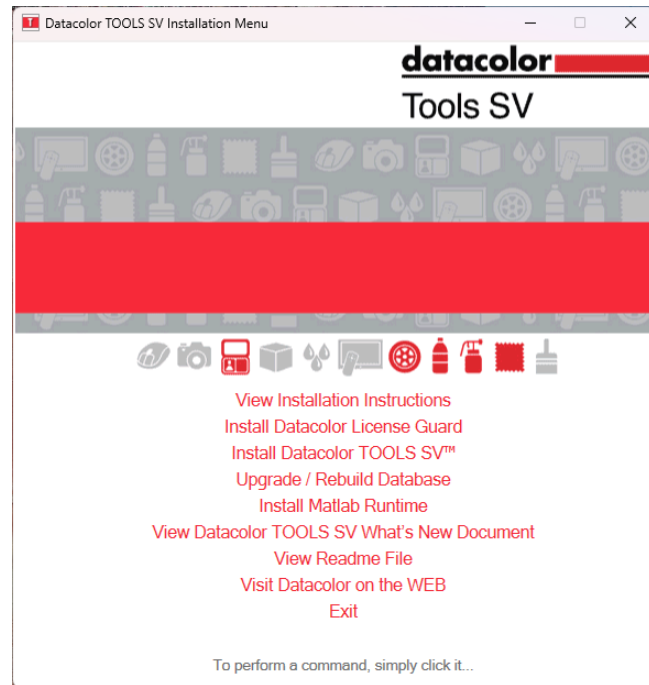 Datacolor TOOLS SV Installation Menu
datacolor
Tools SV
View Installation Instructions
Install Datacolor License Guard
Install Datacolor TOOLS SV™
Upgrade / Rebuild Database
Install Matlab Runtime
View Datacolor TOOLS SV What's New Document
View Readme File
Visit Datacolor on the WEB
Exit
To perform a command, simply click it...